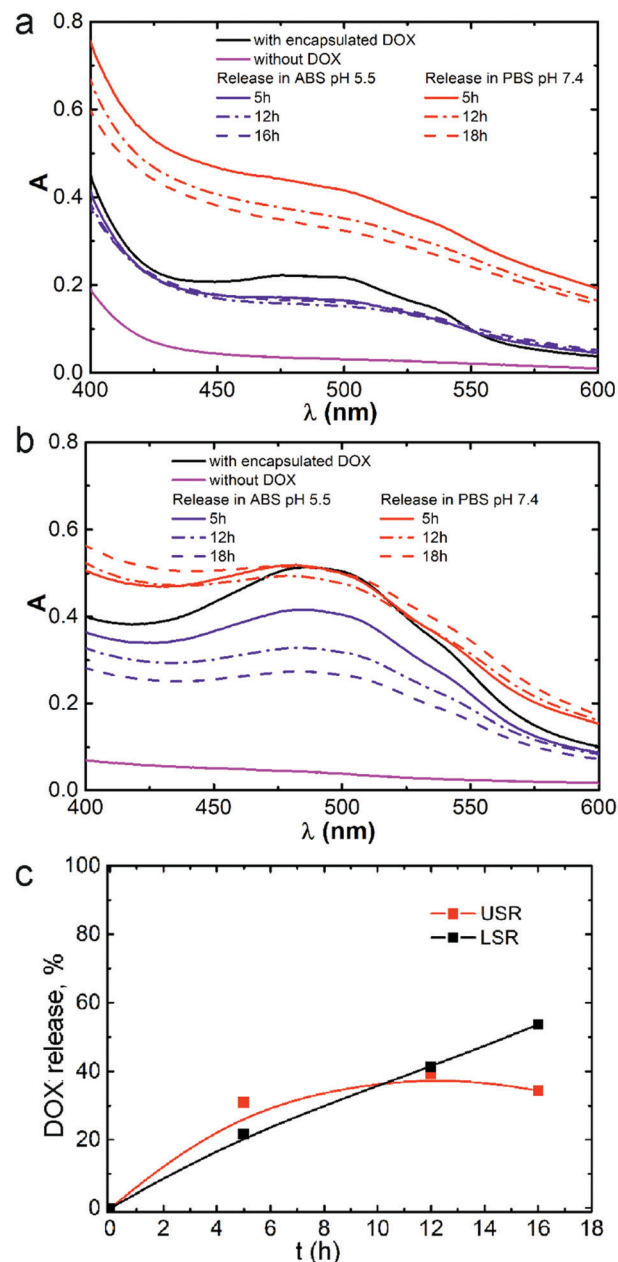 a
0.8
with encapsulated DOX
without DOX
Release in ABS pH 5.5 Release in PBS pH 7.4
5h 5h
12h 12h
16h 18h
0.6
0.4
0.2
0.0
A
400 450 500 550 600
λ (nm)
b
0.8
with encapsulated DOX
without DOX
Release in ABS pH 5.5 Release in PBS pH 7.4
5h 5h
12h 12h
18h 18h
0.6
0.4
0.2
0.0
A
400 450 500 550 600
λ (nm)
c
100
80
60
40
20
0
DOX release, %
USR
LSR
0 2 4 6 8 10 12 14 16 18
t (h)